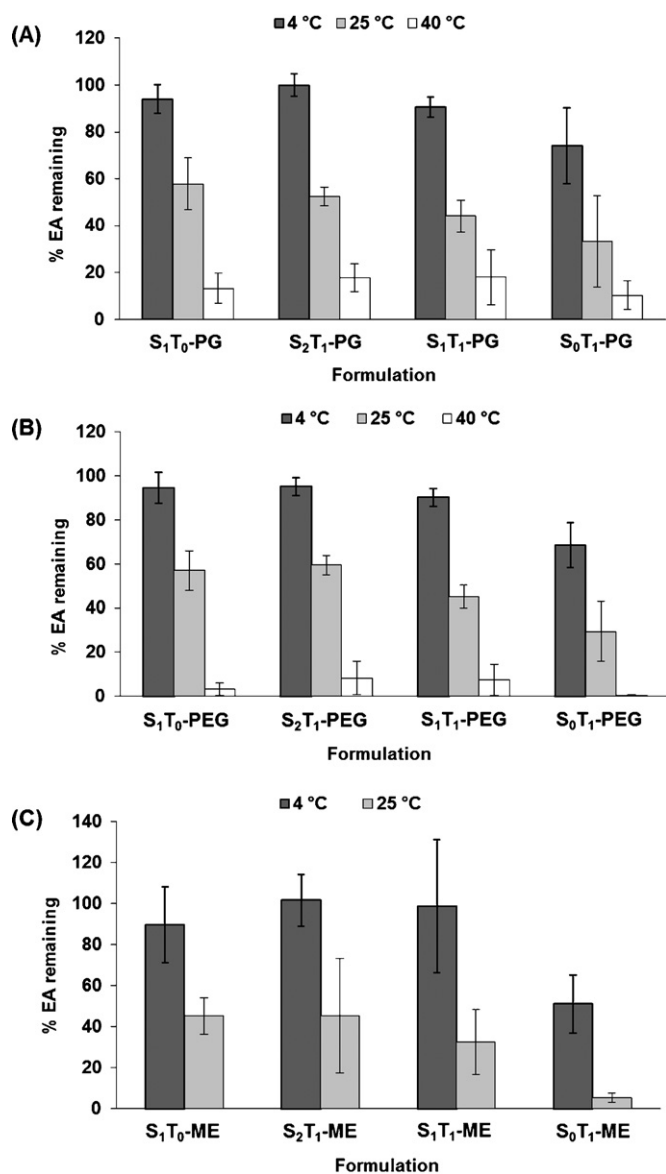 (A)
4 °C 25 °C 40 °C
% EA remaining
120
100
80
60
40
20
0
S₁T₀-PG S₂T₁-PG S₁T₁-PG S₀T₁-PG
Formulation
(B)
4 °C 25 °C 40 °C
% EA remaining
120
100
80
60
40
20
0
S₁T₀-PEG S₂T₁-PEG S₁T₁-PEG S₀T₁-PEG
Formulation
(C)
4 °C 25 °C
% EA remaining
140
120
100
80
60
40
20
0
S₁T₀-ME S₂T₁-ME S₁T₁-ME S₀T₁-ME
Formulation